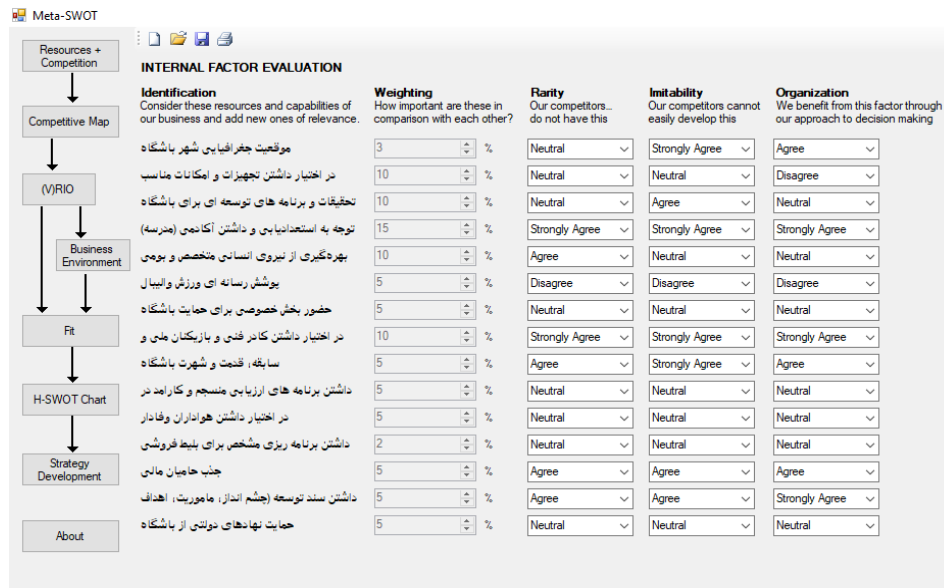 Meta-SWOT
Resources +
Competition
Competitive Map
(V)RIO
Business
Environment
Fit
H-SWOT Chart
Strategy
Development
About
INTERNAL FACTOR EVALUATION
Identification Weighting Rarity Imitability Organization
Consider these resources and capabilities of How important are these in Our competitors... Our competitors cannot We benefit from this factor through
our business and add new ones of relevance. comparison with each other? do not have this easily develop this our approach to decision making
موقعیت جغرافیایی شهر باشگاه 3 % Neutral Strongly Agree Agree
در اختیار داشتن تجهیزات و امکانات مناسب 10 % Neutral Neutral Disagree
تحقیقات و برنامه های توسعه ای برای باشگاه 10 % Neutral Agree Neutral
توجه به استعدادیابی و داشتن آکادمی (مدرسه) 15 % Strongly Agree Strongly Agree Strongly Agree
بهره‌گیری از نیروی انسانی متخصص و بومی 10 % Agree Neutral Neutral
پوشش رسانه ای ورزش والیبال 5 % Disagree Disagree Disagree
حضور بخش خصوصی برای حمایت باشگاه 5 % Neutral Neutral Neutral
در اختیار داشتن کادر فنی و بازیکنان ملی و 10 % Strongly Agree Strongly Agree Strongly Agree
سابقه، قدمت و شهرت باشگاه 5 % Agree Strongly Agree Agree
داشتن برنامه های ارزیابی منسجم و کارامد در 5 % Neutral Neutral Neutral
در اختیار داشتن هواداران وفادار 5 % Neutral Neutral Neutral
داشتن برنامه ریزی مشخص برای بلیط فروشی 2 % Neutral Neutral Neutral
جذب حامیان مالی 5 % Agree Agree Agree
داشتن سند توسعه (چشم انداز، ماموریت، اهداف 5 % Agree Agree Strongly Agree
حمایت نهادهای دولتی از باشگاه 5 % Neutral Neutral Neutral